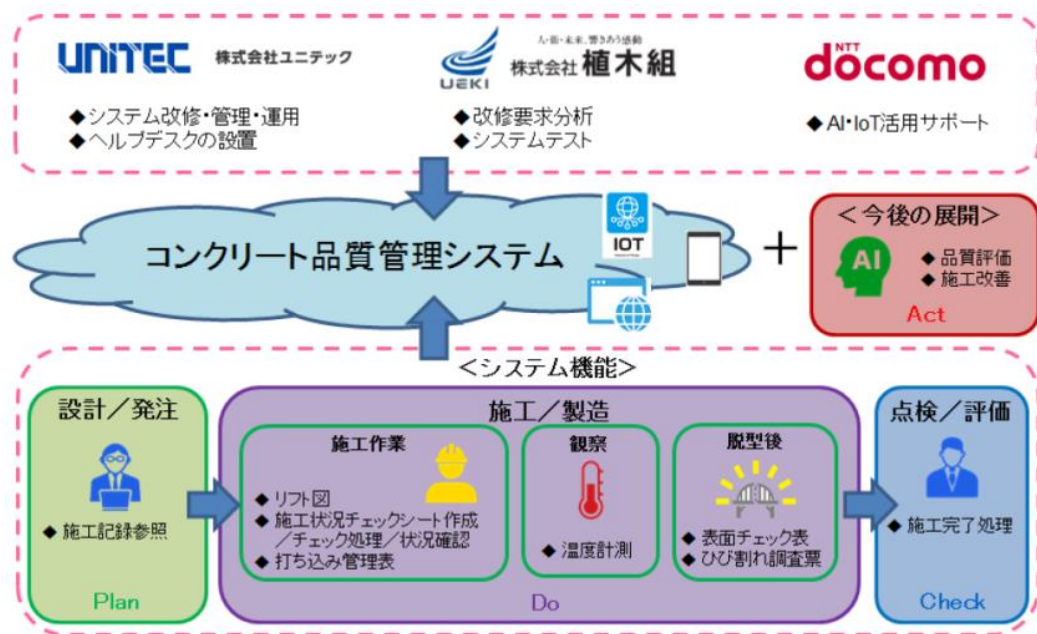 UNITEC 株式会社ユニテック
◆システム改修・管理・運用
◆ヘルプデスクの設置
UEKI
人・街・未来、響きあう感動
株式会社 植木組
◆改修要求分析
◆システムテスト
NTT
docomo
◆AI・IoT活用サポート
コンクリート品質管理システム
IOT
+
＜今後の展開＞
AI
◆品質評価
◆施工改善
Act
＜システム機能＞
設計／発注
◆施工記録参照
Plan
施工／製造
施工作業
◆リフト図
◆施工状況チェックシート作成
／チェック処理／状況確認
◆打ち込み管理表
観察
◆温度計測
脱型後
◆表面チェック表
◆ひび割れ調査票
Do
点検／評価
◆施工完了処理
Check